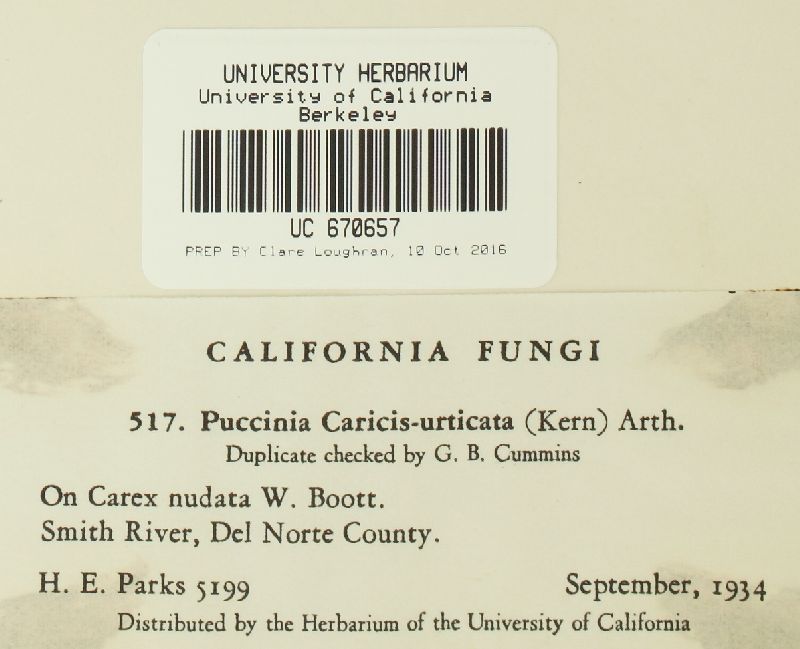 UNIVERSITY HERBARIUM
University of California
Berkeley
UC 670657
PREP BY Clare Loughran, 10 Oct 2016
CALIFORNIA FUNGI
517. Puccinia Caricis-urticata (Kern) Arth.
Duplicate checked by G. B. Cummins
On Carex nudata W. Boott.
Smith River, Del Norte County.
H. E. Parks 5199 September, 1934
Distributed by the Herbarium of the University of California